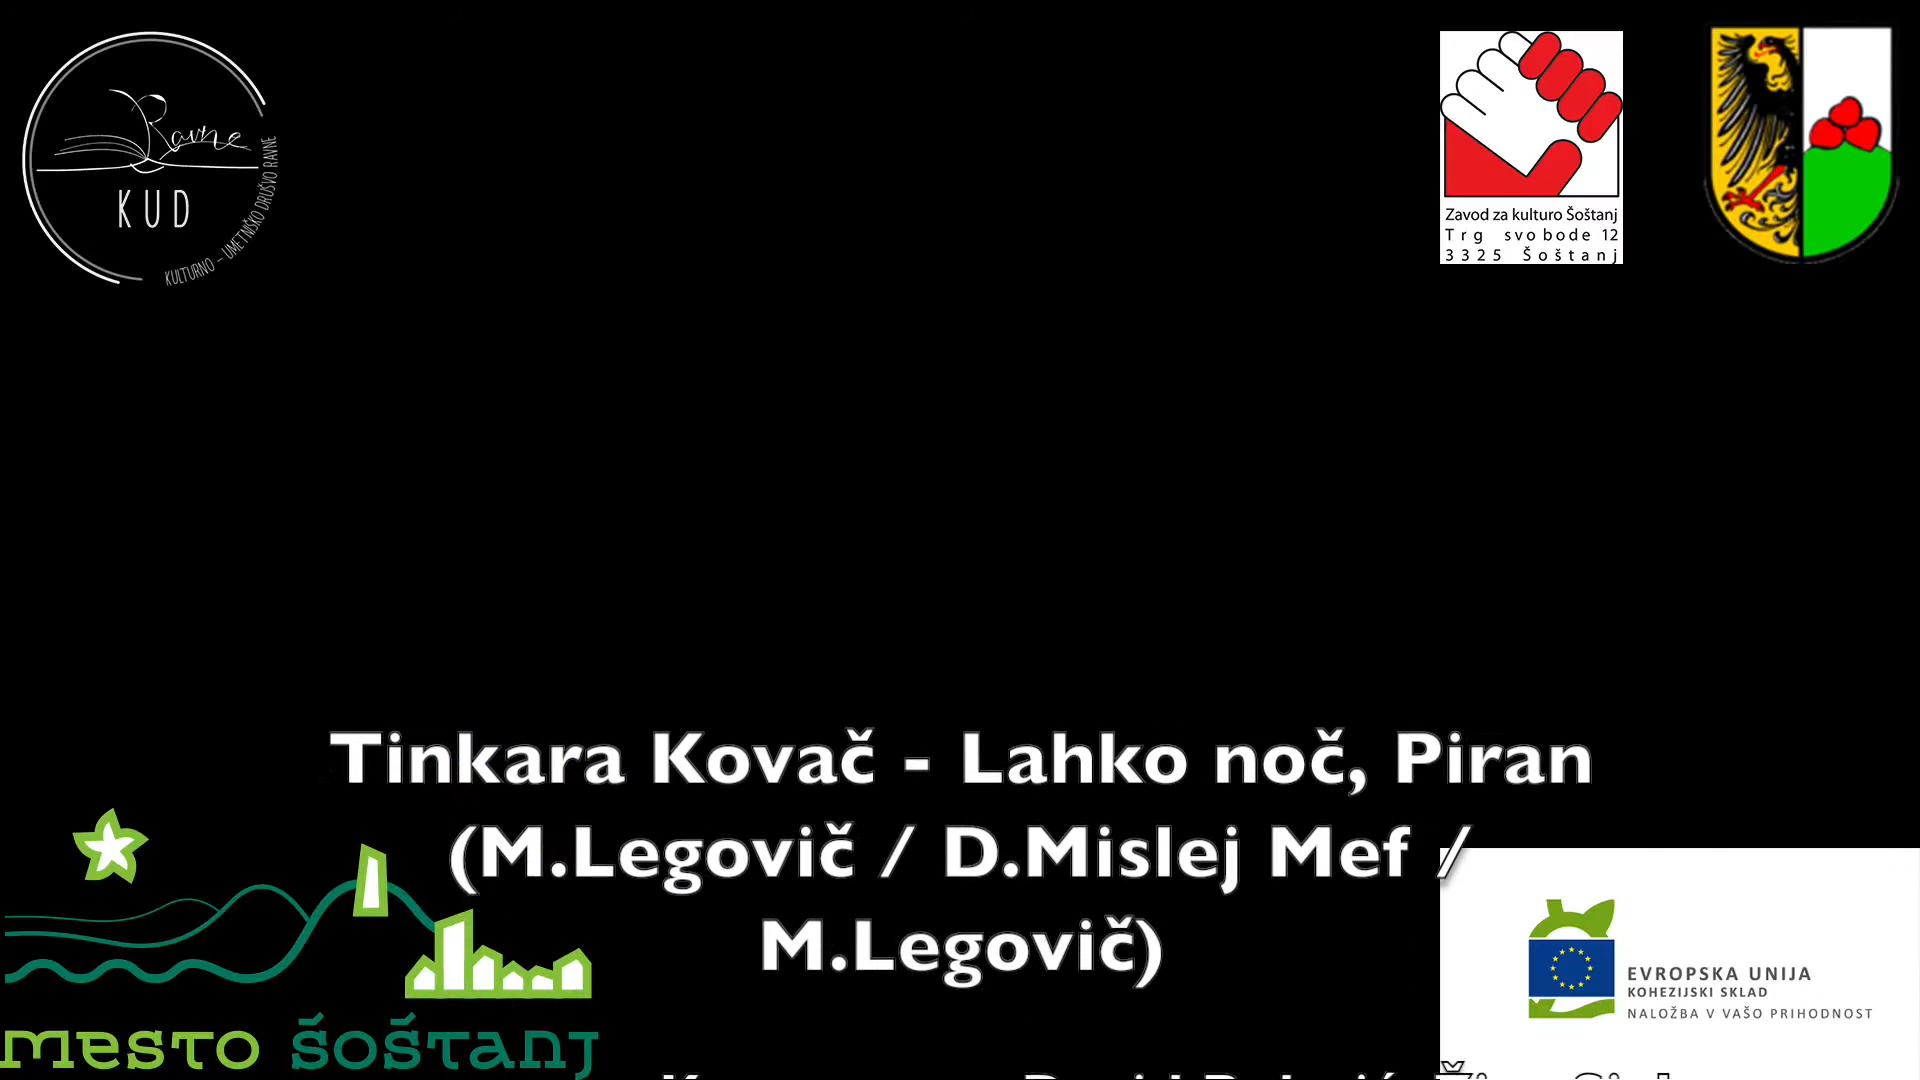 Ravne
KUD
KULTURNO – UMETNIŠKO DRUŠVO RAVNE
Zavod za kulturo Šoštanj
Trg svobode 12
3325 Šoštanj
Tinkara Kovač - Lahko noč, Piran
(M.Legovič / D.Mislej Mef /
M.Legovič)
mesto šoštanj
EVROPSKA UNIJA
KOHEZIJSKI SKLAD
NALOŽBA V VAŠO PRIHODNOST